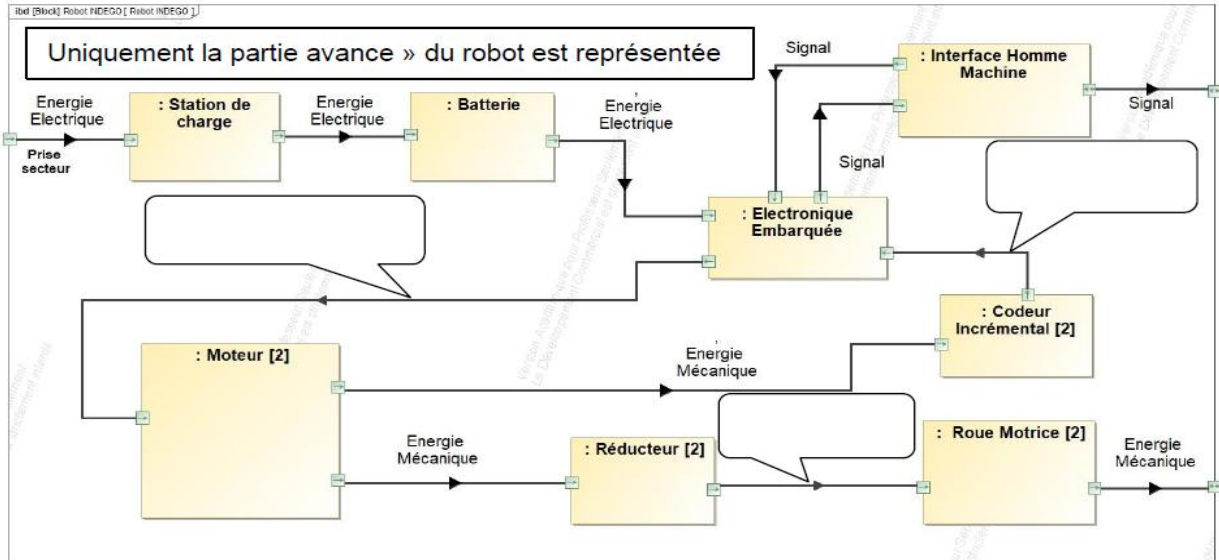 ibd [Block] Robot INDEGO [ Robot INDEGO ]
Uniquement la partie avance » du robot est représentée
Energie
Electrique
Prise
secteur
: Station de
charge
Energie
Electrique
: Batterie
Energie
Electrique
Signal
Signal
: Interface Homme
Machine
Signal
: Electronique
Embarquée
: Codeur
Incrémental [2]
: Moteur [2]
Energie
Mécanique
Energie
Mécanique
: Réducteur [2]
: Roue Motrice [2]
Energie
Mécanique